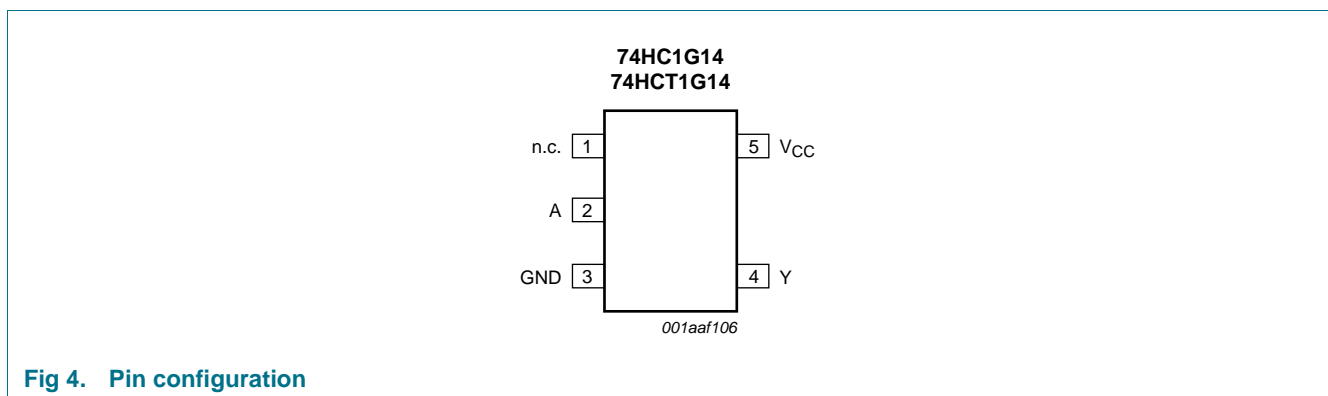 74HC1G14
74HCT1G14
n.c. 1
5 VCC
A 2
GND 3
4 Y
001aaf106
Fig 4. Pin configuration